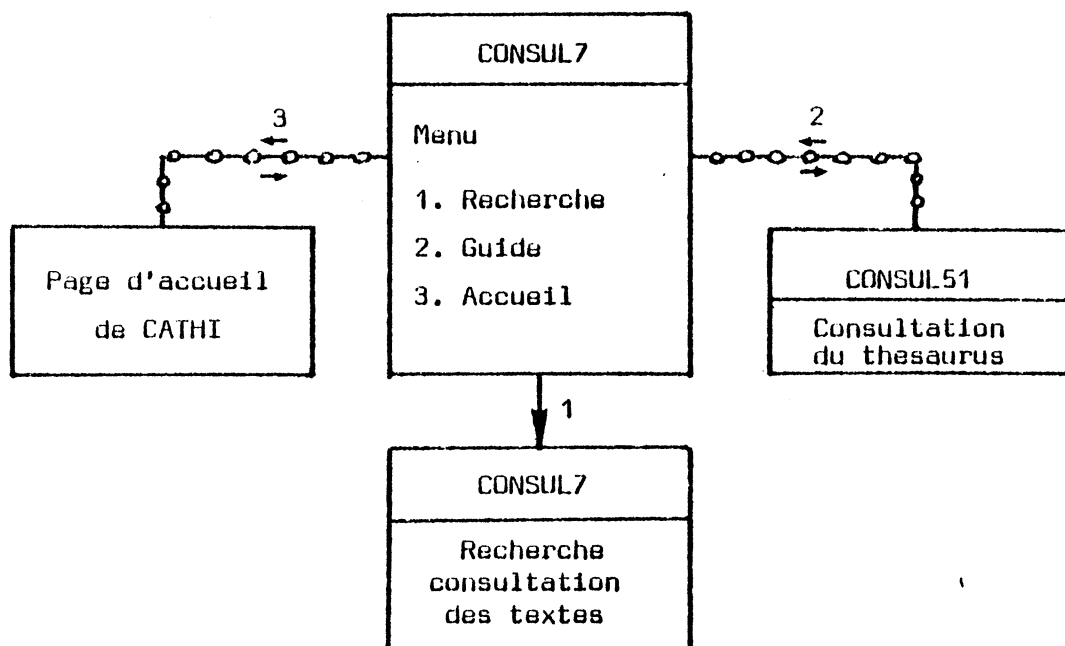 CONSUL7
Menu
1. Recherche
2. Guide
3. Accueil
3
2
Page d'accueil
de CATHI
CONSUL51
Consultation
du thesaurus
1
CONSUL7
Recherche
consultation
des textes